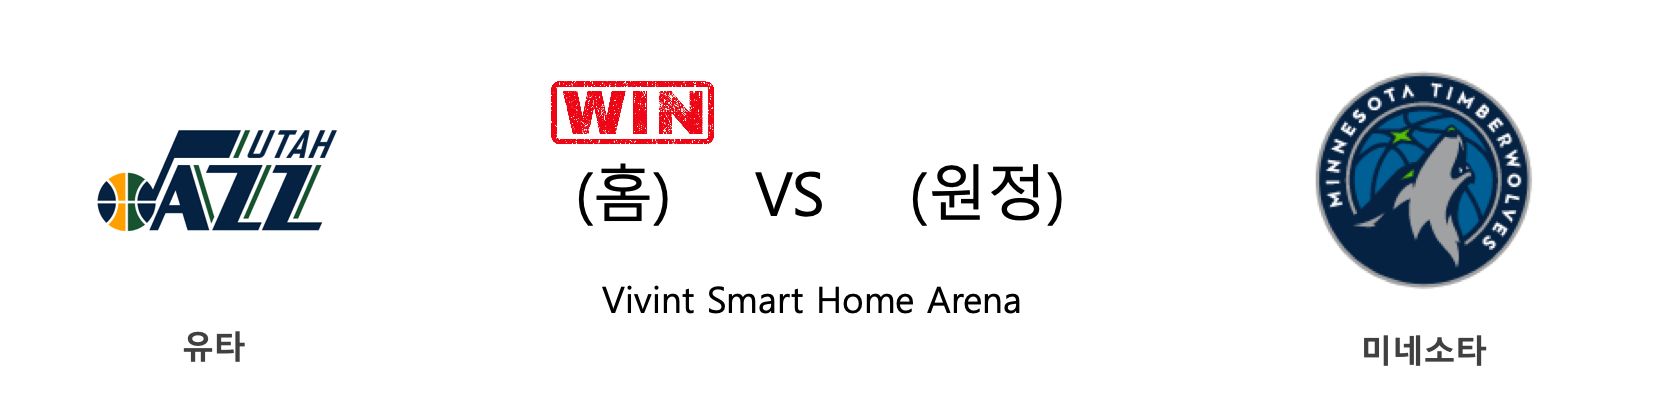 WIN
UTAH
JAZZ
(홈) VS (원정)
MINNESOTA TIMBERWOLVES
Vivint Smart Home Arena
유타
미네소타